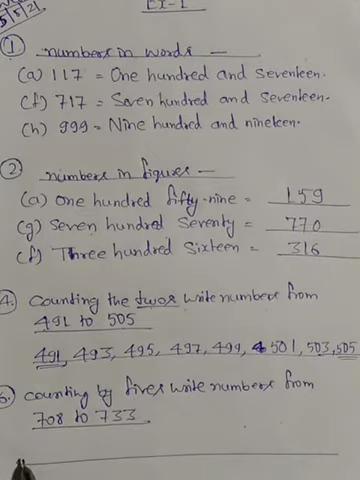 5/5/21
Ex-1
① numbers in words —
(a) 117 = One hundred and seventeen.
(f) 717 = Seven hundred and seventeen.
(h) 999 = Nine hundred and nineteen.
② numbers in figures —
(a) One hundred fifty-nine = 159
(g) Seven hundred Seventy = 770
(f) Three hundred Sixteen = 316
4. Counting the twos write numbers from
491 to 505
491, 493, 495, 497, 499, 501, 503, 505
5. Counting by fives write numbers from
708 to 733.